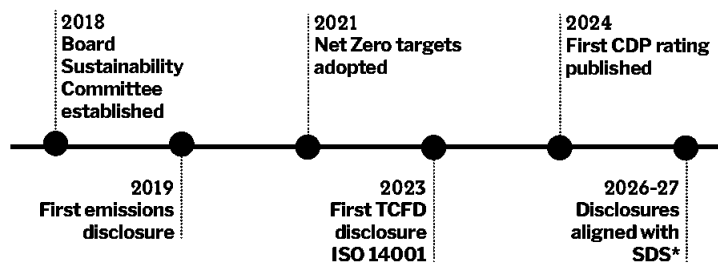 2018
Board
Sustainability
Committee
established
2019
First emissions
disclosure
2021
Net Zero targets
adopted
2023
First TCFD
disclosure
ISO 14001
2024
First CDP rating
published
2026-27
Disclosures
aligned with
SDS*